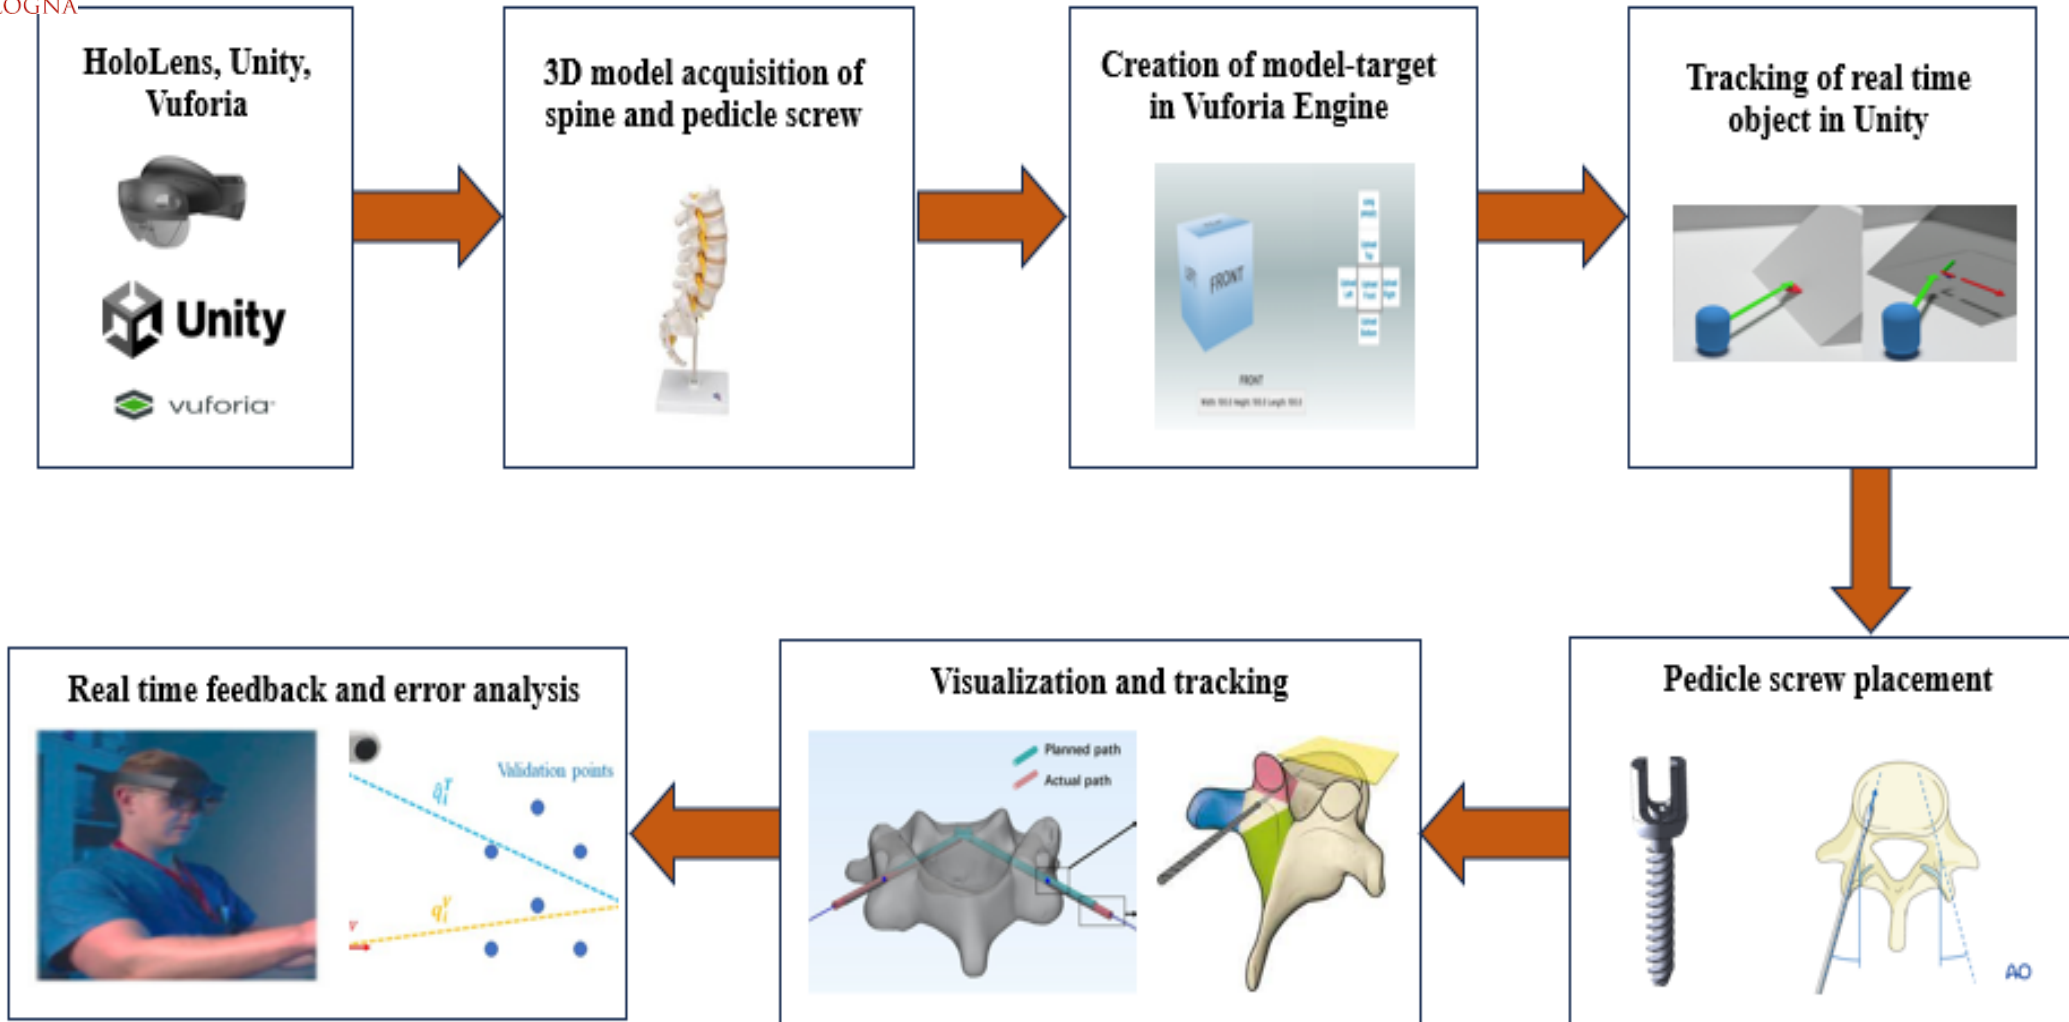 LOGNA
HoloLens, Unity,
Vuforia
Unity
vuforia
3D model acquisition of
spine and pedicle screw
Creation of model-target
in Vuforia Engine
FRONT
FRONT
Tracking of real time
object in Unity
Pedicle screw placement
AO
Visualization and tracking
Planned path
Actual path
Real time feedback and error analysis
Validation points